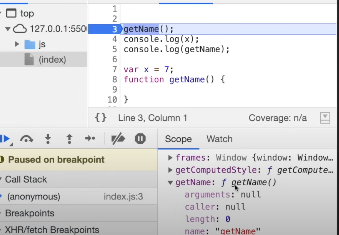 top
127.0.0.1:550
js
(index)
1
2
3 getName();
4 console.log(x);
5 console.log(getName);
6
7 var x = 7;
8 function getName() {
9
10 }
{} Line 3, Column 1 Coverage: n/a
Paused on breakpoint
Call Stack
(anonymous) index.js:3
Breakpoints
XHR/fetch Breakpoints
Scope Watch
frames: Window {window: Window…
getComputedStyle: ƒ getCompute…
getName: ƒ getName()
arguments: null
caller: null
length: 0
name: "getName"